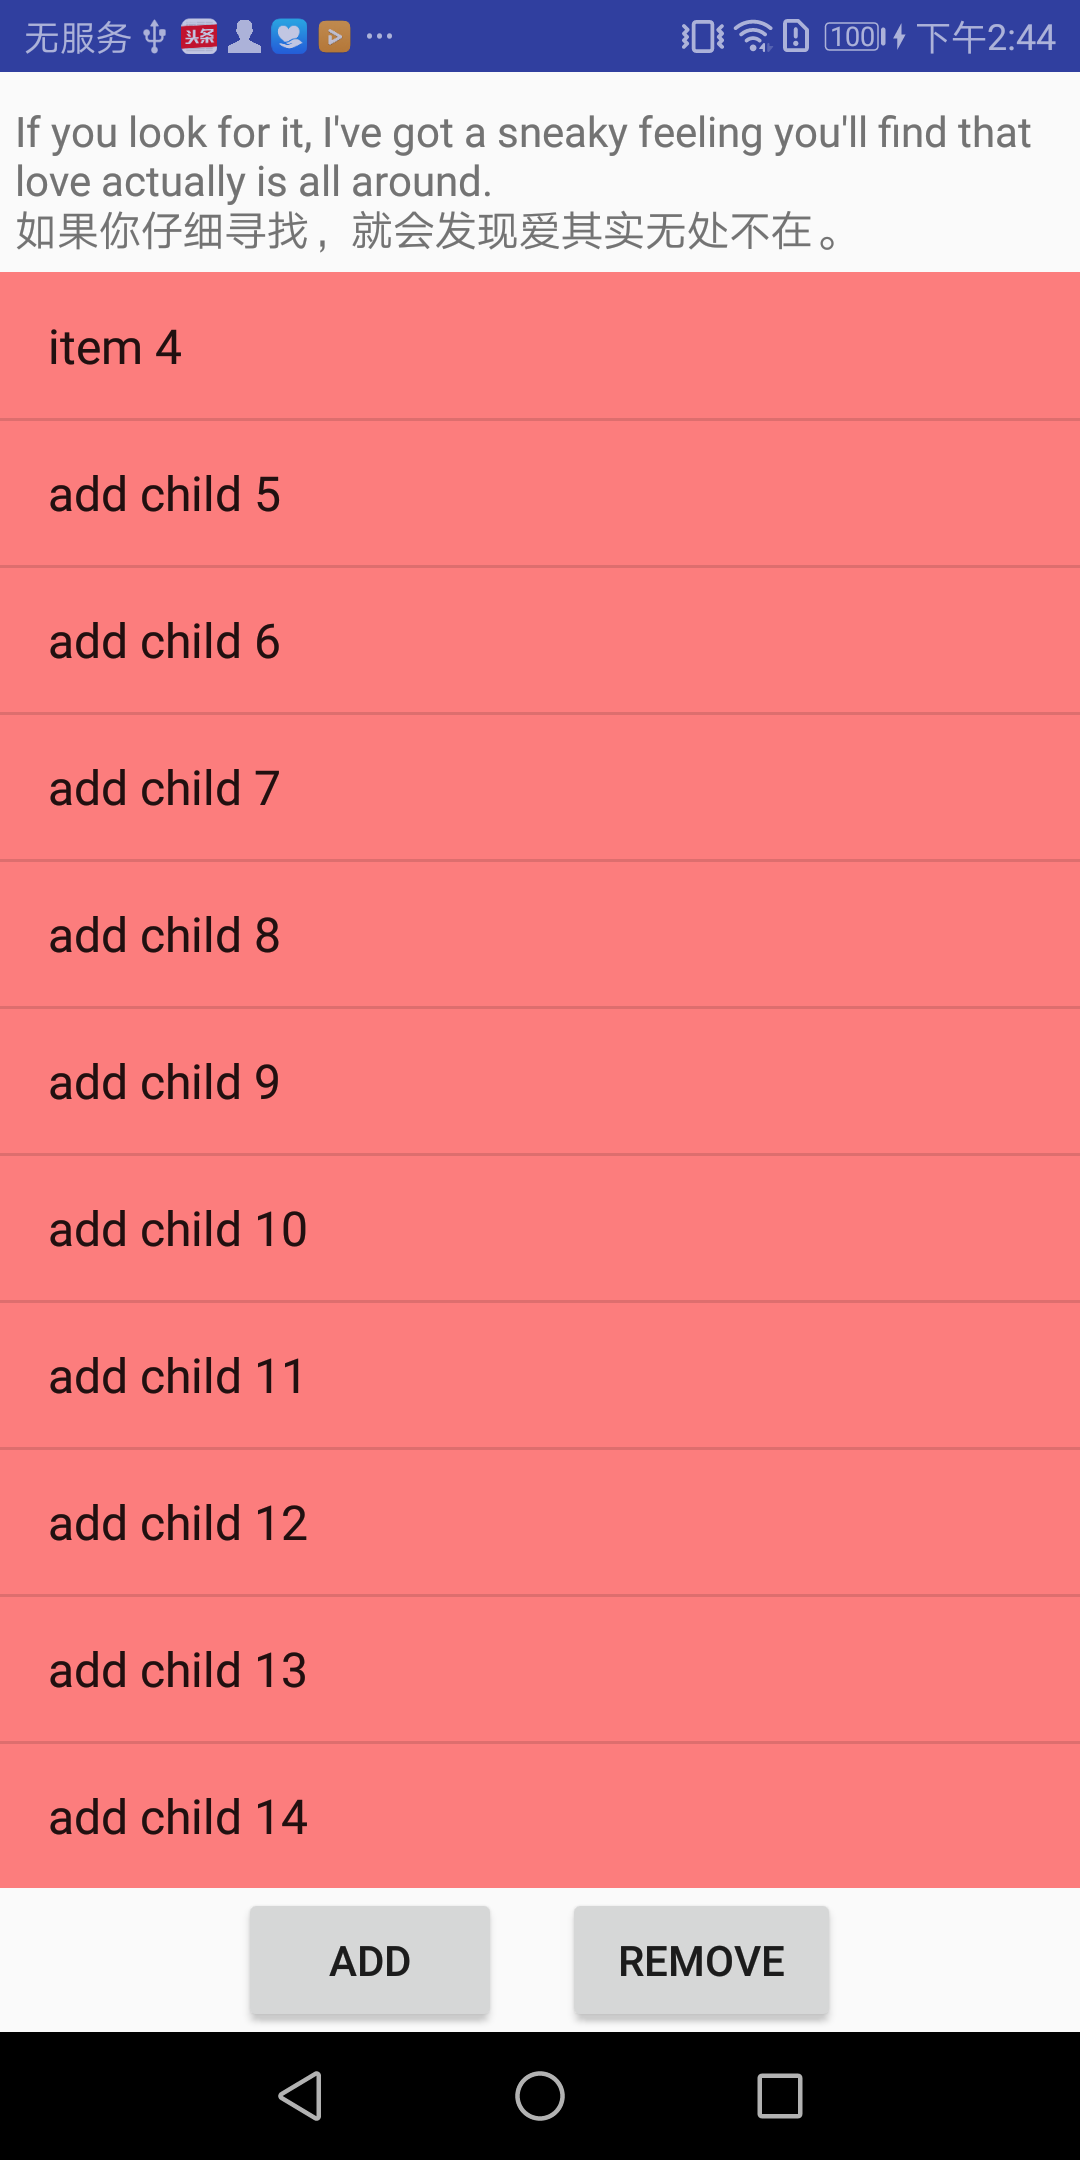 无服务 头条 100 下午2:44
If you look for it, I've got a sneaky feeling you'll find that
love actually is all around.
如果你仔细寻找，就会发现爱其实无处不在。
item 4
add child 5
add child 6
add child 7
add child 8
add child 9
add child 10
add child 11
add child 12
add child 13
add child 14
ADD REMOVE